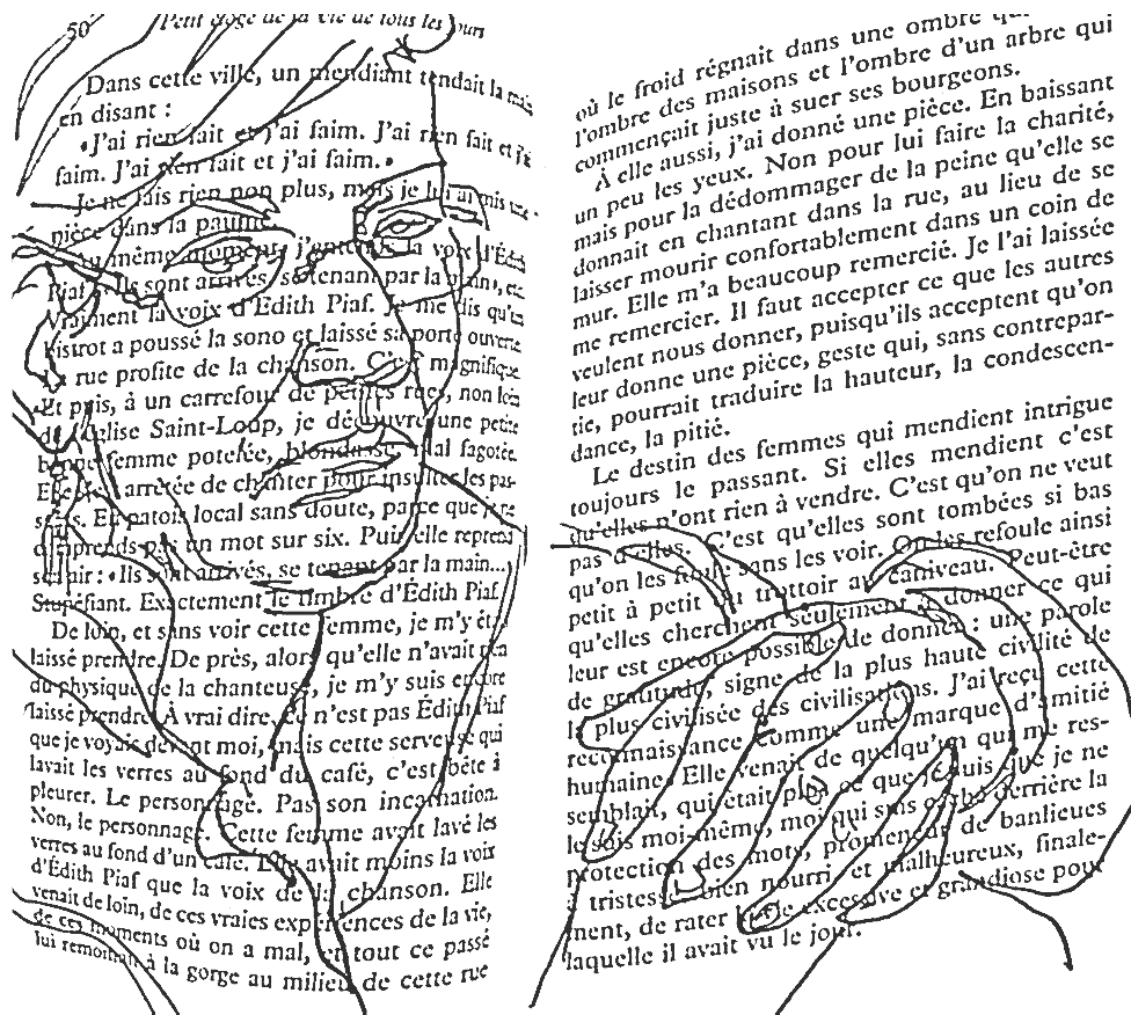 50 Petit éloge de la vie de tous les jours
Dans cette ville, un mendiant tendait la main
en disant :
« J'ai rien fait et j'ai faim. J'ai rien fait et j'ai
faim. J'ai rien fait et j'ai faim. »
Je ne fais rien non plus, mais je lui ai mis une
pièce dans la paume.
Au même moment, j'entends la voix d'Édith
Piaf. « Ils sont arrivés, se tenant par la main », etc.
Vraiment la voix d'Édith Piaf. Je me dis qu'un
bistrot a poussé la sono et laissé sa porte ouverte
rue profite de la chanson. C'est magnifique.
Et puis, à un carrefour de petites rues, non loin
de l'église Saint-Loup, je découvre une petite
bonne femme potelée, blondasse, mal fagotée.
Elle arrêtée de chanter pour insulter les pas-
sants. En patois local sans doute, parce que je ne
comprends pas un mot sur six. Puis elle reprend
son air : « Ils sont arrivés, se tenant par la main...
Stupéfiant. Exactement le timbre d'Édith Piaf.
De loin, et sans voir cette femme, je m'y étais
laissé prendre. De près, alors qu'elle n'avait rien
du physique de la chanteuse, je m'y suis encore
laissé prendre. À vrai dire, ce n'est pas Édith Piaf
que je voyais devant moi, mais cette serveuse qui
lavait les verres au fond du café, c'est bête à
pleurer. Le personnage. Pas son incarnation.
Non, le personnage. Cette femme avait lavé les
verres au fond d'un café. Elle avait moins la voix
d'Édith Piaf que la voix de la chanson. Elle
venait de loin, de ces vraies expériences de la vie,
de ces moments où on a mal, et tout ce passé
lui remontait à la gorge au milieu de cette rue
où le froid régnait dans une ombre
l'ombre des maisons et l'ombre d'un arbre qui
commençait juste à suer ses bourgeons.
À elle aussi, j'ai donné une pièce. En baissant
un peu les yeux. Non pour lui faire la charité,
mais pour la dédommager de la peine qu'elle se
donnait en chantant dans la rue, au lieu de se
laisser mourir confortablement dans un coin de
mur. Elle m'a beaucoup remercié. Je l'ai laissée
me remercier. Il faut accepter ce que les autres
veulent nous donner, puisqu'ils acceptent qu'on
leur donne une pièce, geste qui, sans contrepar-
tie, pourrait traduire la hauteur, la condescen-
dance, la pitié.
Le destin des femmes qui mendient intrigue
toujours le passant. Si elles mendient c'est
qu'elles n'ont rien à vendre. C'est qu'on ne veut
pas d'elles. C'est qu'elles sont tombées si bas
qu'on les foule sans les voir. On les refoule ainsi
petit à petit du trottoir au caniveau. Peut-être
qu'elles cherchent seulement à donner ce qui
leur est encore possible de donner : une parole
de gratitude, signe de la plus haute civilité de
la plus civilisée des civilisations. J'ai reçu cette
reconnaissance comme une marque d'amitié
humaine. Elle venait de quelqu'un qui me res-
semblait, qui était plus ce que je suis que je ne
le suis moi-même, moi qui suis caché derrière la
protection des mots, promeneur de banlieues
à tristesse, bien nourri, et malheureux, finale-
ment, de rater excessive et grandiose pour
laquelle il avait vu le jour.